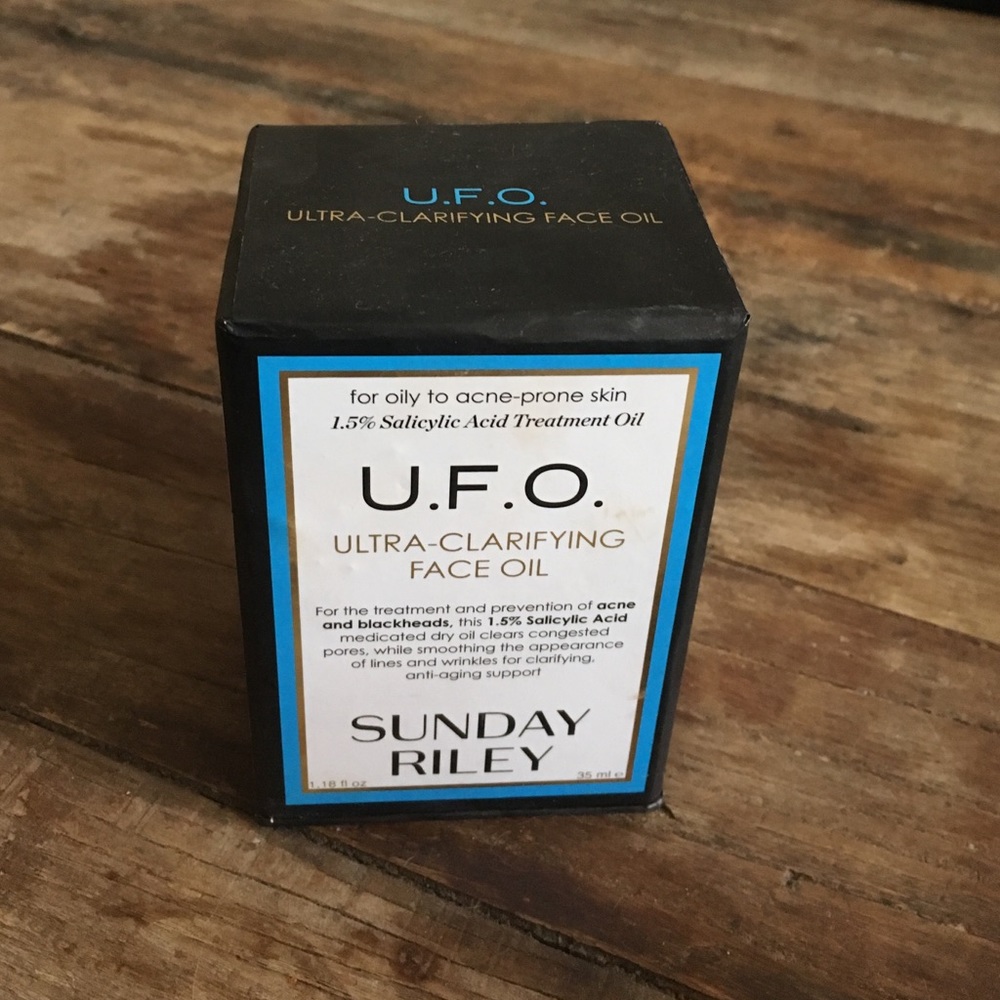 U.F.O.
ULTRA-CLARIFYING FACE OIL
for oily to acne-prone skin
1.5% Salicylic Acid Treatment Oil
U.F.O.
ULTRA-CLARIFYING
FACE OIL
For the treatment and prevention of acne
and blackheads, this 1.5% Salicylic Acid
medicated dry oil clears congested
pores, while smoothing the appearance
of lines and wrinkles for clarifying,
anti-aging support
SUNDAY
RILEY
1.18 fl oz 35 ml e